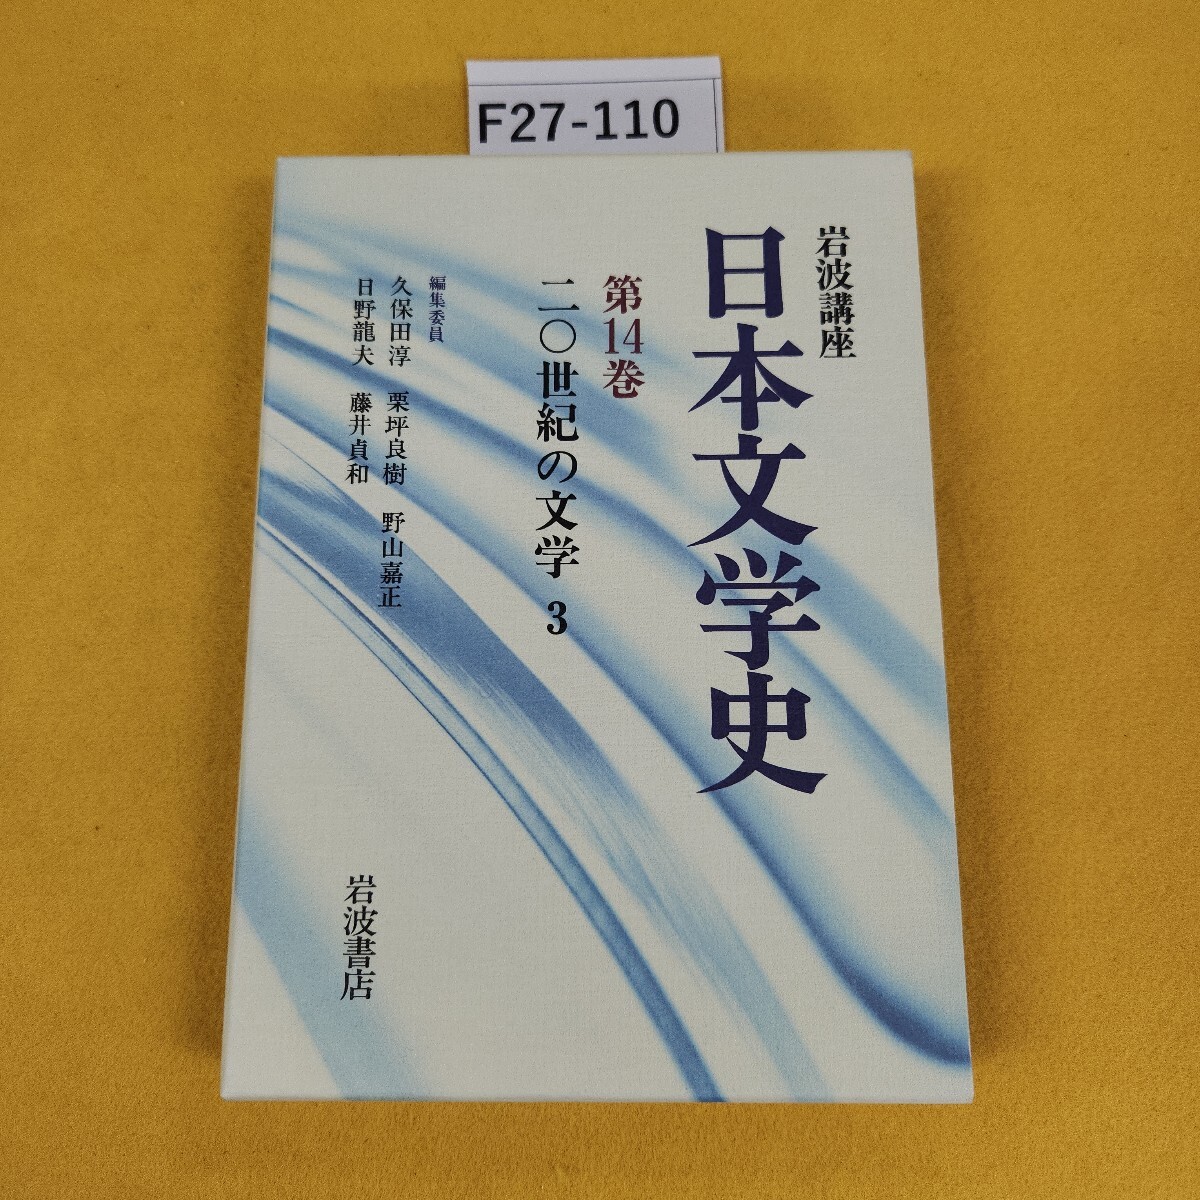 F27-110
岩波講座
日本文学史
第14巻
二〇世紀の文学 3
編集委員
久保田淳 栗坪良樹 野山嘉正
日野龍夫 藤井貞和
岩波書店